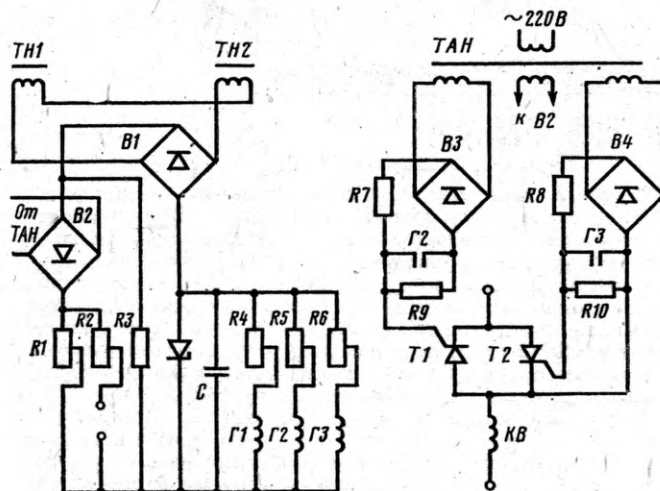 ~220В
ТН1
ТН2
ТАН
к В2
В1
В3
В4
R7
R8
От
ТАН
В2
Г2
Г3
R9
R10
R1
R2
R3
R4
R5
R6
С
Т1
Т2
Г1
Г2
Г3
КВ